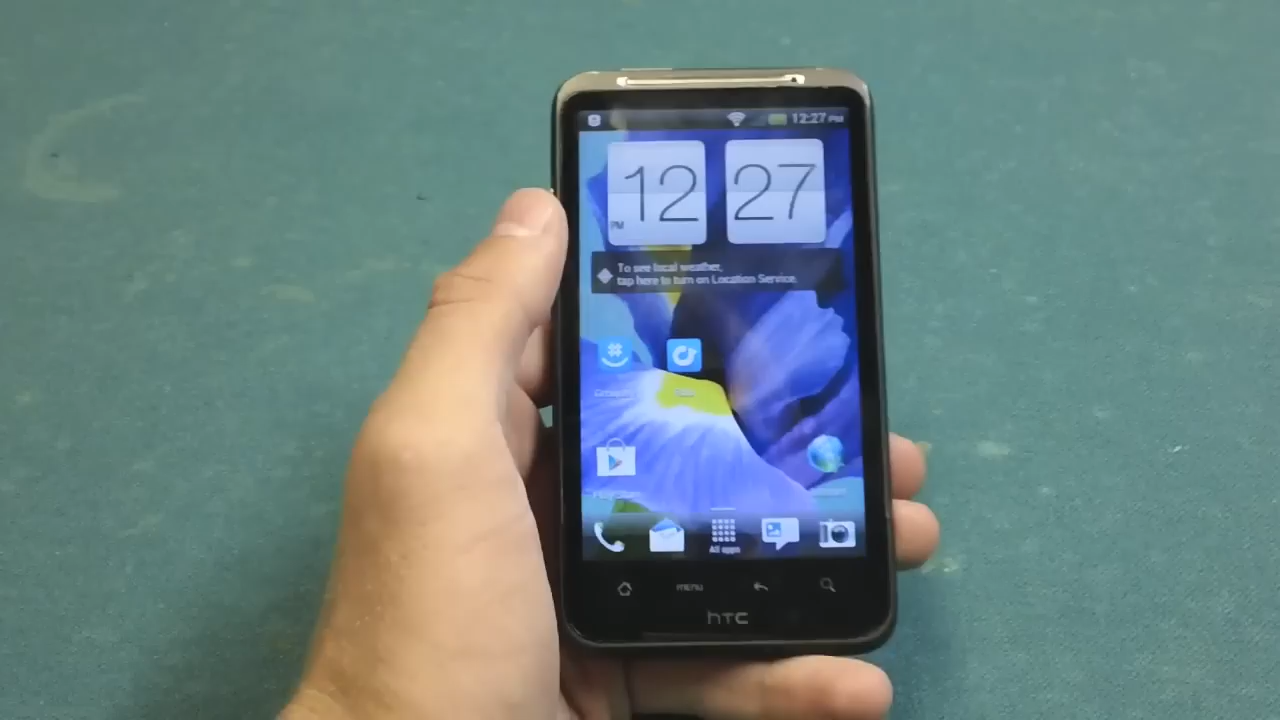 12:27 PM
12 27
PM
To see local weather,
tap here to turn on Location Service.
All apps
MENU
hTC